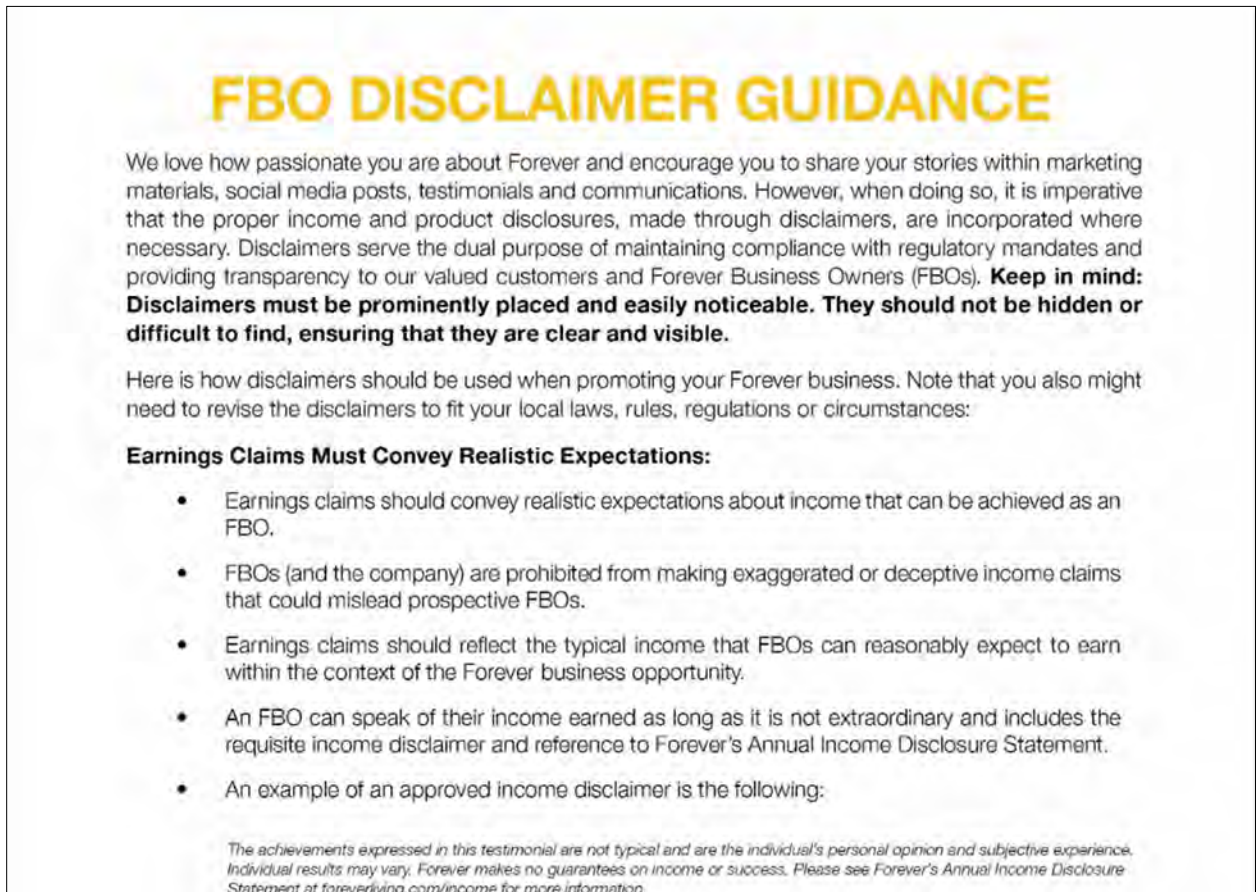 FBO DISCLAIMER GUIDANCE
We love how passionate you are about Forever and encourage you to share your stories within marketing
materials, social media posts, testimonials and communications. However, when doing so, it is imperative
that the proper income and product disclosures, made through disclaimers, are incorporated where
necessary. Disclaimers serve the dual purpose of maintaining compliance with regulatory mandates and
providing transparency to our valued customers and Forever Business Owners (FBOs). Keep in mind:
Disclaimers must be prominently placed and easily noticeable. They should not be hidden or
difficult to find, ensuring that they are clear and visible.
Here is how disclaimers should be used when promoting your Forever business. Note that you also might
need to revise the disclaimers to fit your local laws, rules, regulations or circumstances:
Earnings Claims Must Convey Realistic Expectations:
• Earnings claims should convey realistic expectations about income that can be achieved as an
FBO.
• FBOs (and the company) are prohibited from making exaggerated or deceptive income claims
that could mislead prospective FBOs.
• Earnings claims should reflect the typical income that FBOs can reasonably expect to earn
within the context of the Forever business opportunity.
• An FBO can speak of their income earned as long as it is not extraordinary and includes the
requisite income disclaimer and reference to Forever's Annual Income Disclosure Statement.
• An example of an approved income disclaimer is the following:
The achievements expressed in this testimonial are not typical and are the individual's personal opinion and subjective experience.
Individual results may vary. Forever makes no guarantees on income or success. Please see Forever's Annual Income Disclosure
Statement at foreverliving.com/income for more information.